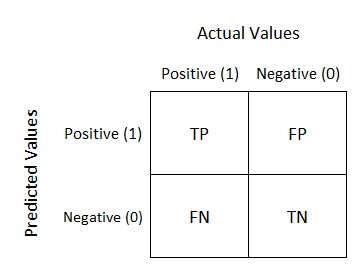 Actual Values
Positive (1) Negative (0)
Predicted Values
Positive (1) TP FP
Negative (0) FN TN